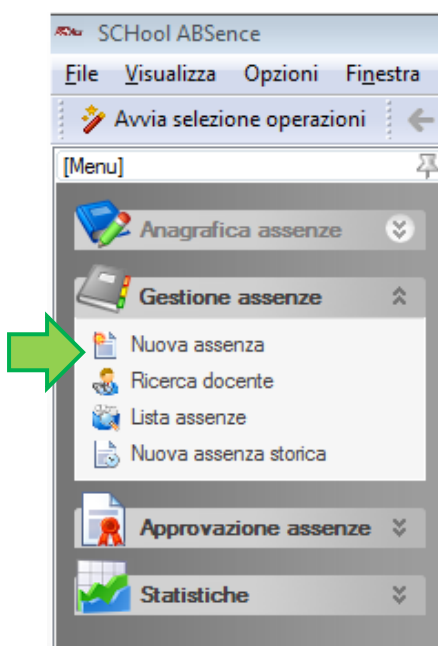 SCHool ABSence
File Visualizza Opzioni Finestra
Avvia selezione operazioni
[Menu]
Anagrafica assenze
Gestione assenze
Nuova assenza
Ricerca docente
Lista assenze
Nuova assenza storica
Approvazione assenze
Statistiche